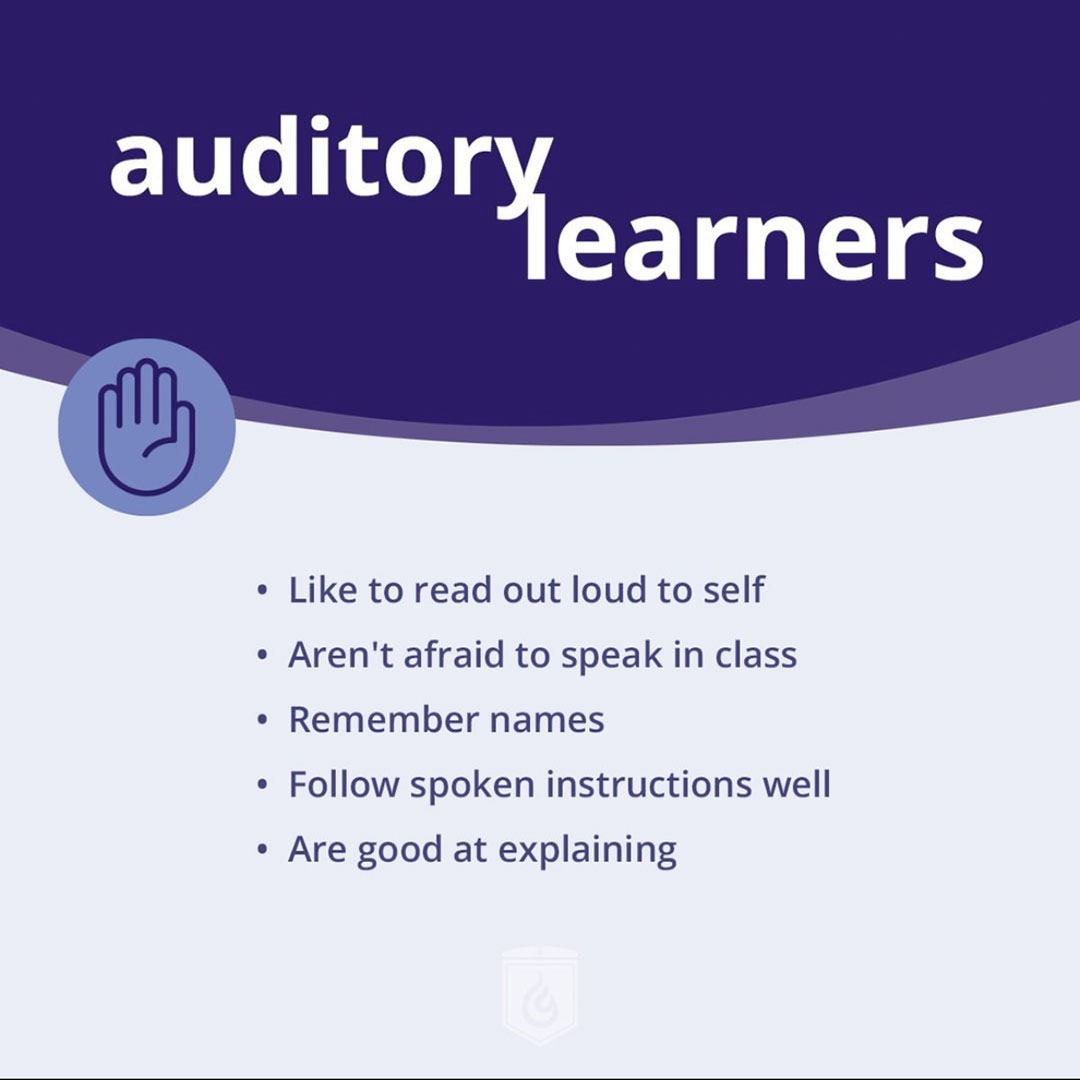 auditory
learners
• Like to read out loud to self
• Aren't afraid to speak in class
• Remember names
• Follow spoken instructions well
• Are good at explaining